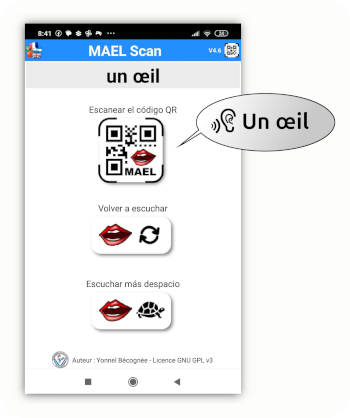 8:41
24
MAEL Scan
V4.6
un œil
Escanear el código QR
MAEL
Un œil
Volver a escuchar
Escuchar más despacio
Auteur : Yonnel Bécognée - Licence GNU GPL v3